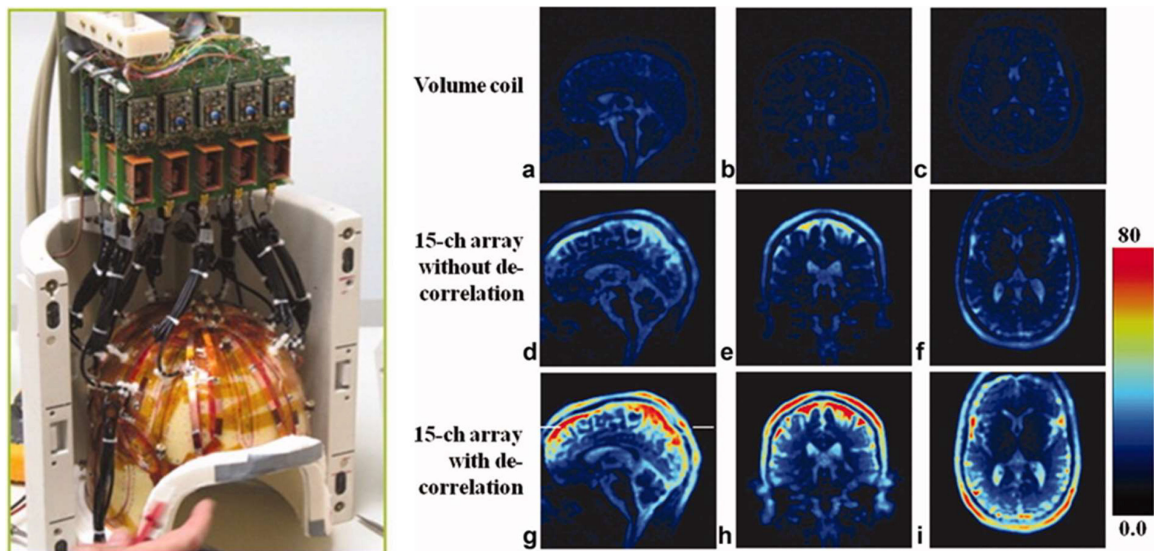 Volume coil
a
b
c
15-ch array
without de-
correlation
d
e
f
80
15-ch array
with de-
correlation
g
h
i
0.0